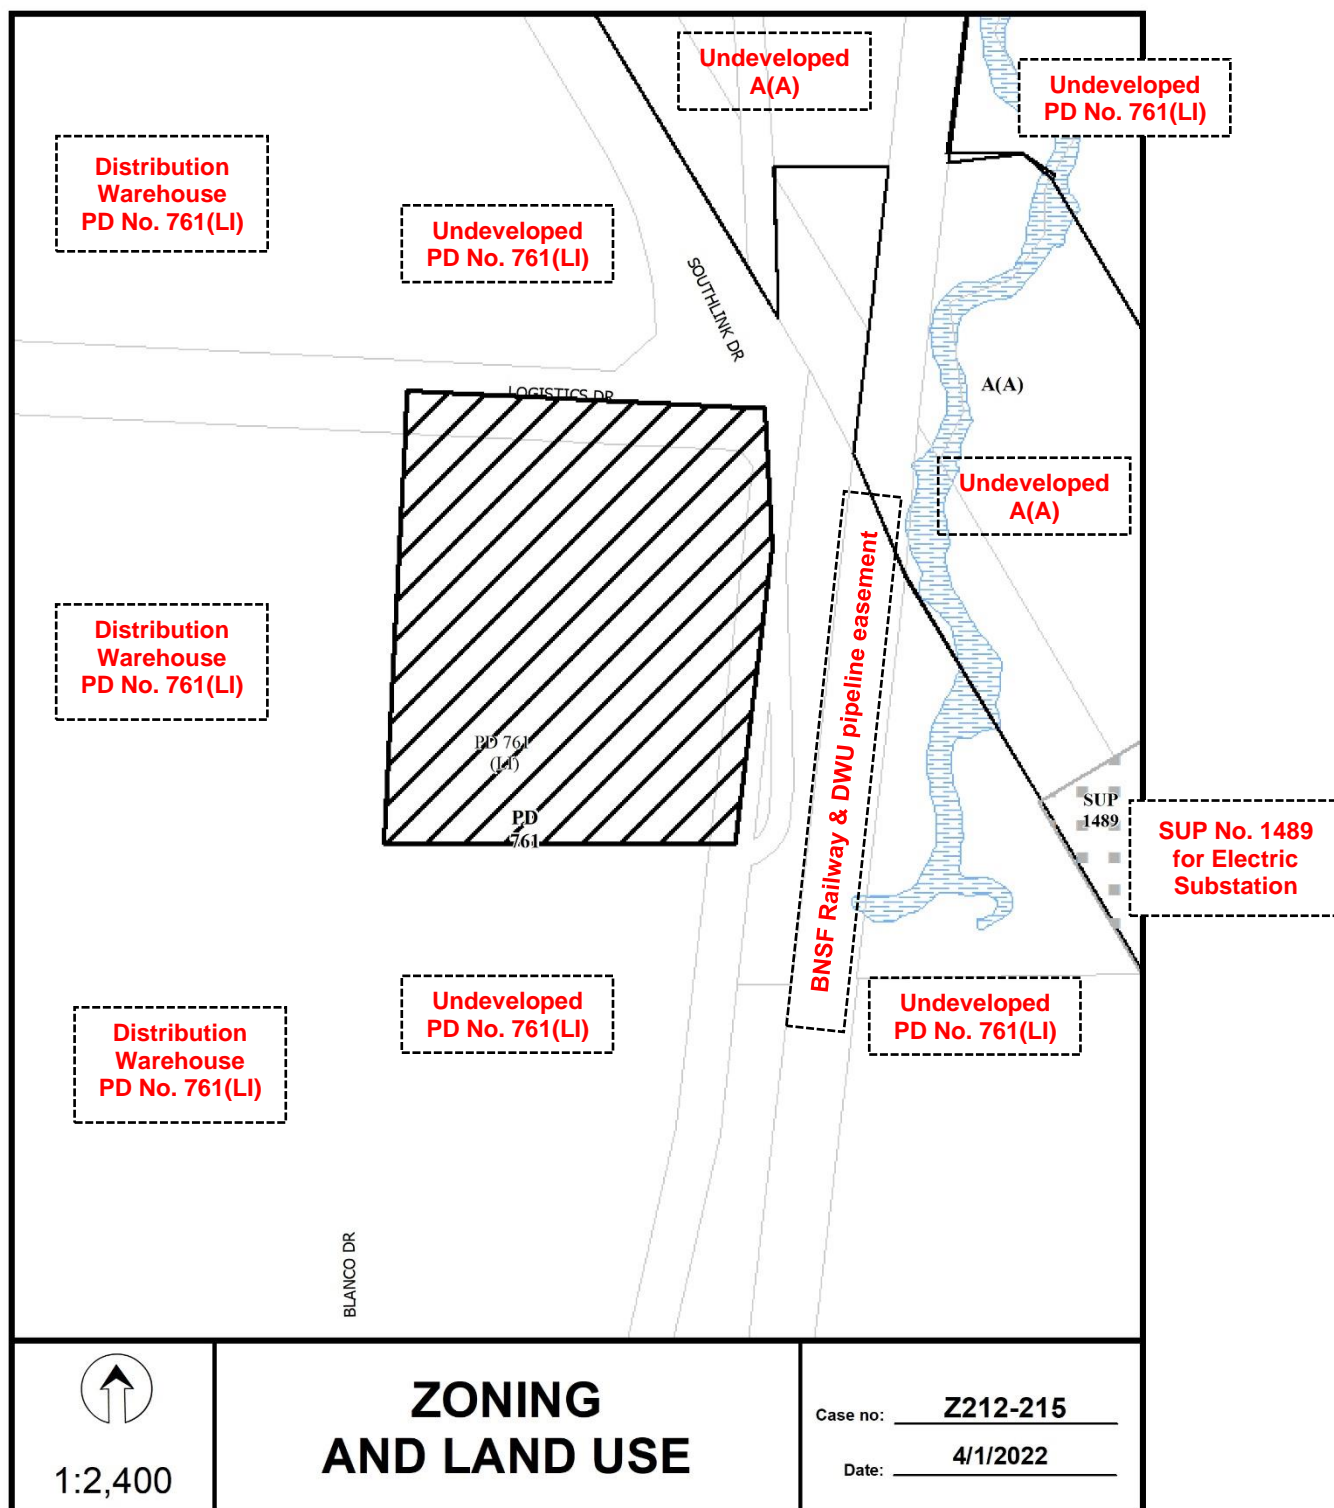 Undeveloped
A(A)
Undeveloped
PD No. 761(LI)
Distribution
Warehouse
PD No. 761(LI)
Undeveloped
PD No. 761(LI)
SOUTHLINK DR
LOGISTICS DR
A(A)
Undeveloped
A(A)
BNSF Railway & DWU pipeline easement
Distribution
Warehouse
PD No. 761(LI)
PD 761
(LI)
PD
761
SUP
1489
SUP No. 1489
for Electric
Substation
Undeveloped
PD No. 761(LI)
Undeveloped
PD No. 761(LI)
Distribution
Warehouse
PD No. 761(LI)
BLANCO DR
1:2,400
ZONING
AND LAND USE
Case no: Z212-215
Date: 4/1/2022